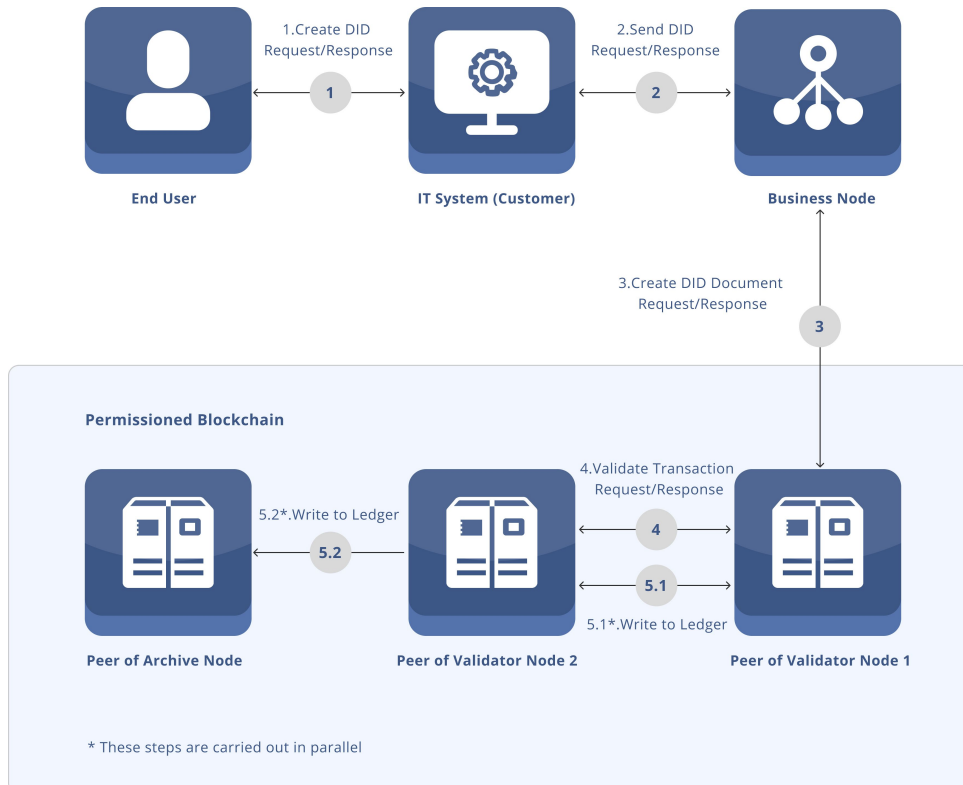 1.Create DID
Request/Response
1
2.Send DID
Request/Response
2
End User
IT System (Customer)
Business Node
3.Create DID Document
Request/Response
3
Permissioned Blockchain
4.Validate Transaction
Request/Response
4
5.2*.Write to Ledger
5.2
5.1
5.1*.Write to Ledger
Peer of Archive Node
Peer of Validator Node 2
Peer of Validator Node 1
* These steps are carried out in parallel